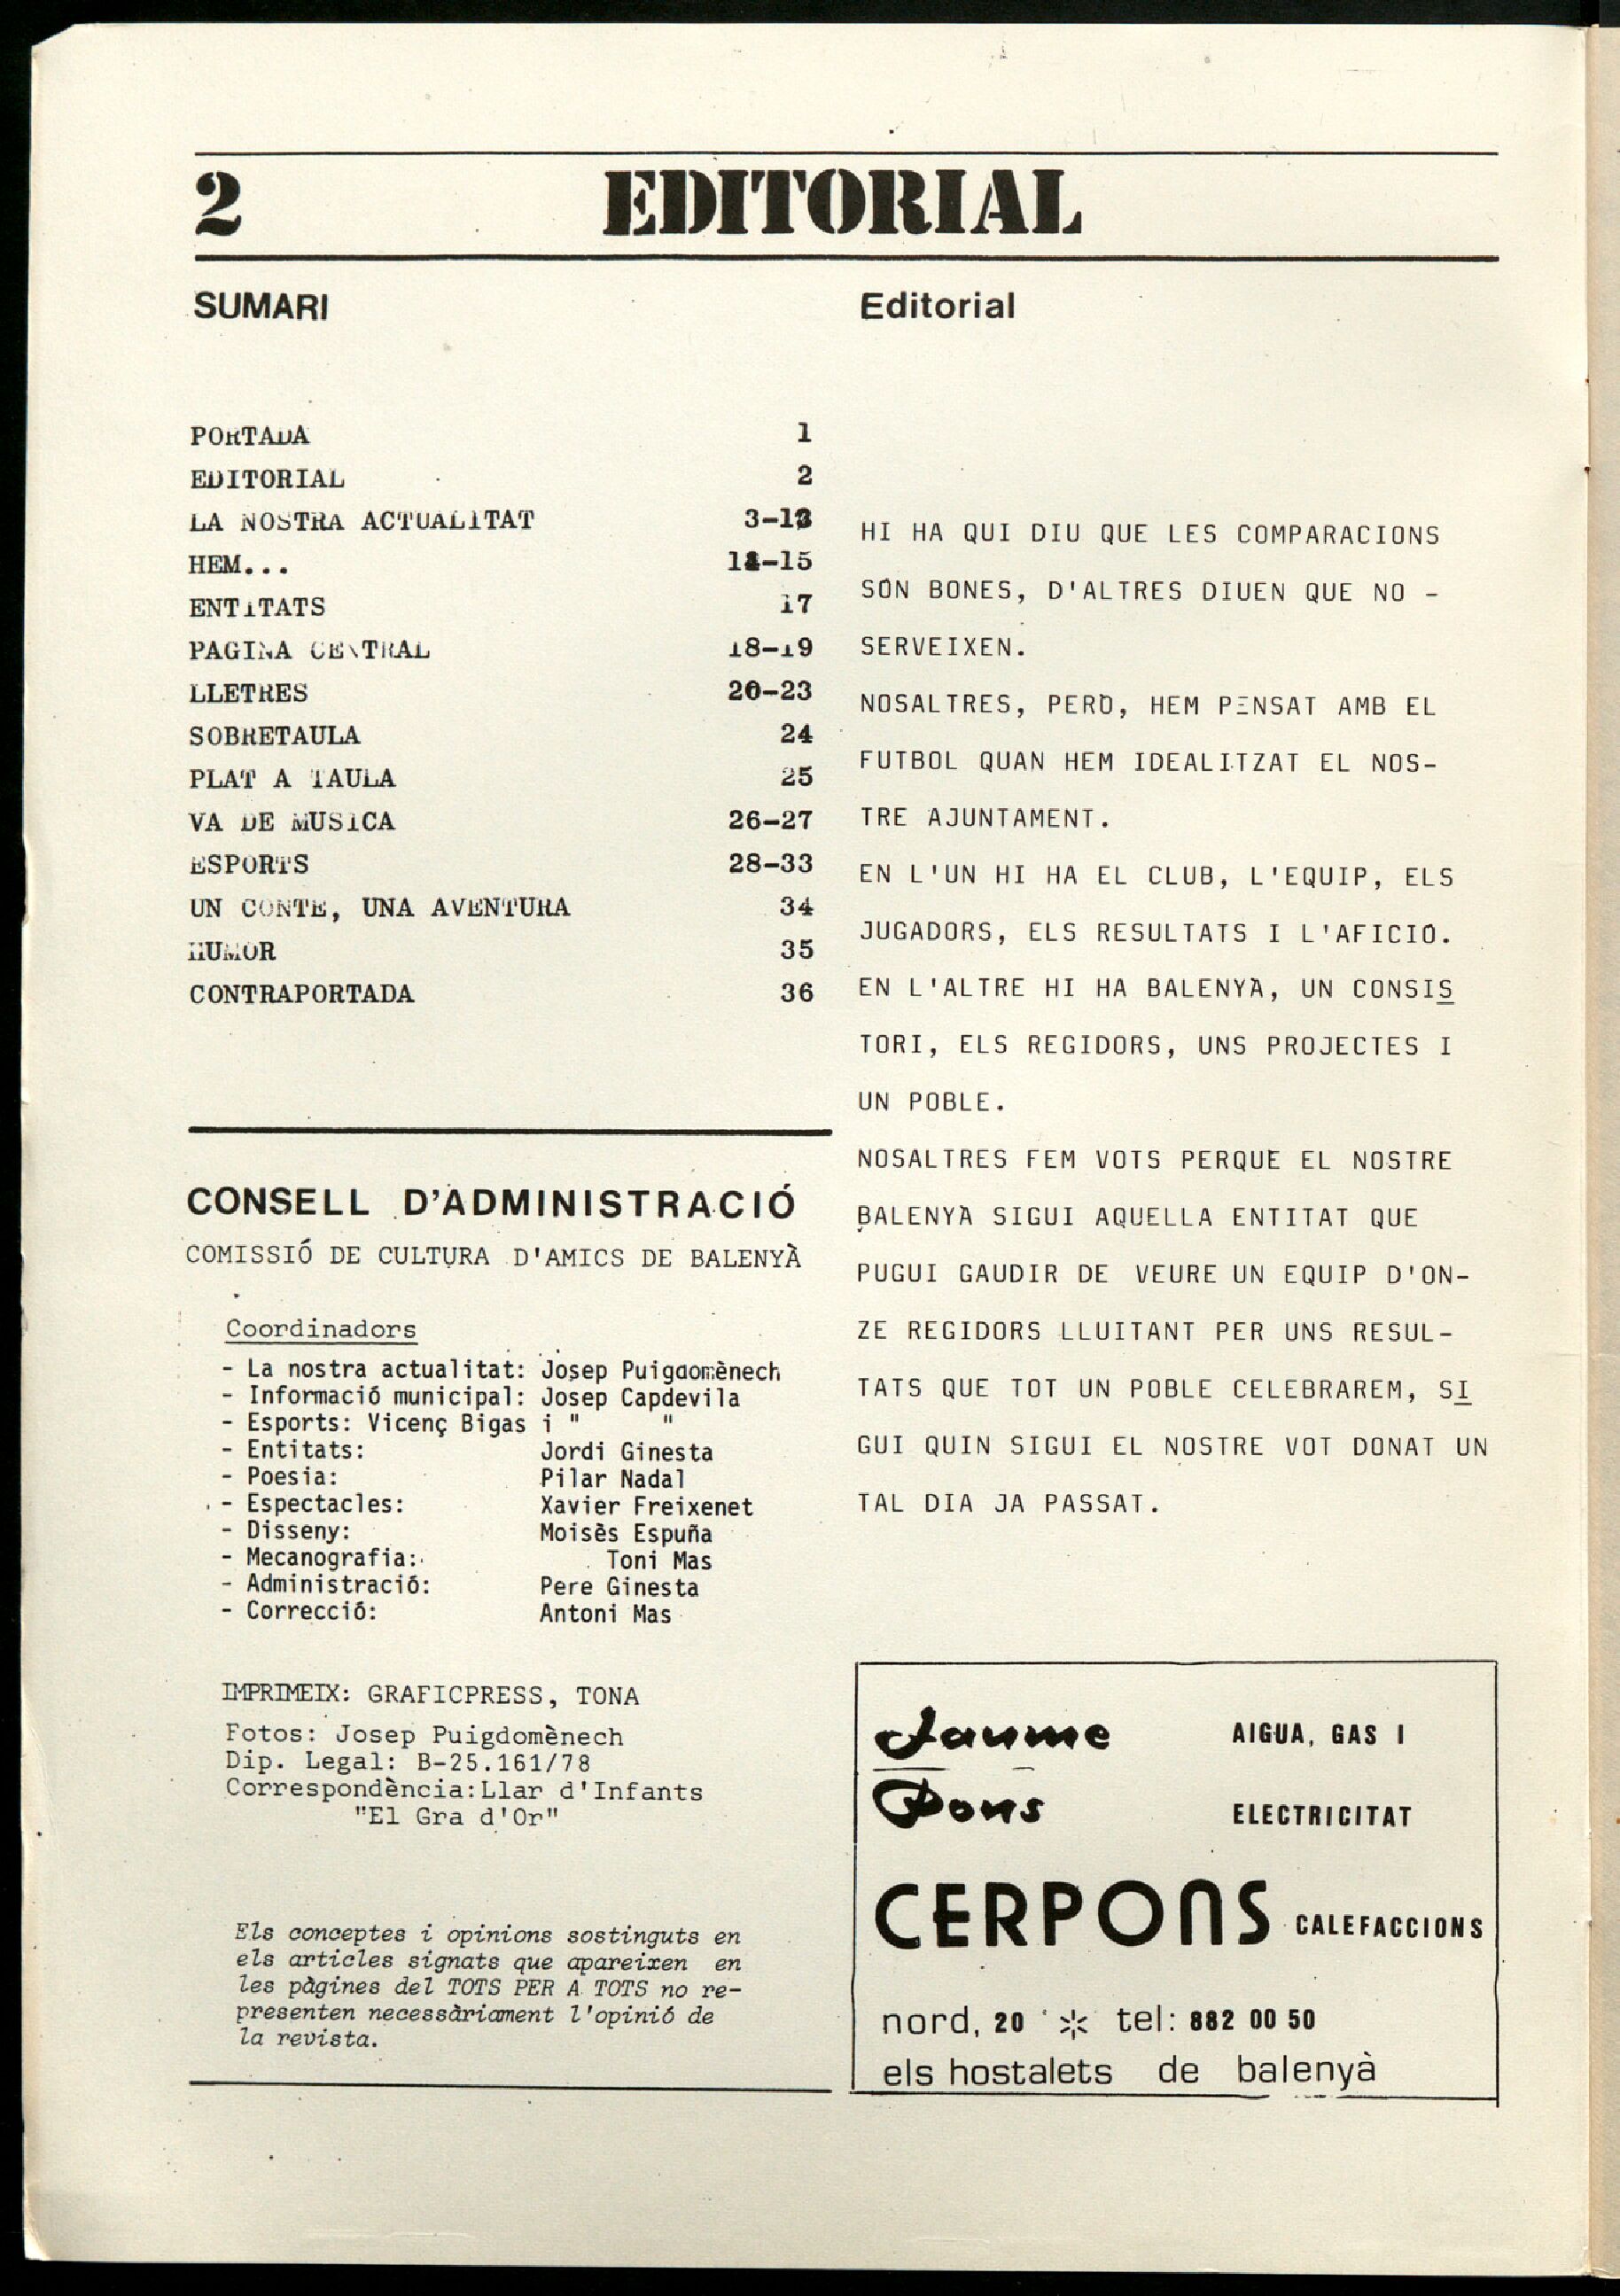 2 EDITORIAL
SUMARI
PORTADA 1
EDITORIAL 2
LA NOSTRA ACTUALITAT 3-13
HEM... 14-15
ENTITATS 17
PAGINA CENTRAL 18-19
LLETRES 20-23
SOBRETAULA 24
PLAT A TAULA 25
VA DE MUSICA 26-27
ESPORTS 28-33
UN CONTE, UNA AVENTURA 34
HUMOR 35
CONTRAPORTADA 36
CONSELL D'ADMINISTRACIÓ
COMISSIÓ DE CULTURA D'AMICS DE BALENYÀ
Coordinadors
- La nostra actualitat: Josep Puigdomènech
- Informació municipal: Josep Capdevila
- Esports: Vicenç Bigas i " "
- Entitats: Jordi Ginesta
- Poesia: Pilar Nadal
- Espectacles: Xavier Freixenet
- Disseny: Moisès Espuña
- Mecanografia: Toni Mas
- Administració: Pere Ginesta
- Correcció: Antoni Mas
IMPRIMEIX: GRAFICPRESS, TONA
Fotos: Josep Puigdomènech
Dip. Legal: B-25.161/78
Correspondència:Llar d'Infants
"El Gra d'Or"
Els conceptes i opinions sostinguts en
els articles signats que apareixen en
les pàgines del TOTS PER A TOTS no re-
presenten necessàriament l'opinió de
la revista.
Editorial
HI HA QUI DIU QUE LES COMPARACIONS
SON BONES, D'ALTRES DIUEN QUE NO -
SERVEIXEN.
NOSALTRES, PERÒ, HEM PENSAT AMB EL
FUTBOL QUAN HEM IDEALITZAT EL NOS-
TRE AJUNTAMENT.
EN L'UN HI HA EL CLUB, L'EQUIP, ELS
JUGADORS, ELS RESULTATS I L'AFICIÓ.
EN L'ALTRE HI HA BALENYÀ, UN CONSIS
TORI, ELS REGIDORS, UNS PROJECTES I
UN POBLE.
NOSALTRES FEM VOTS PERQUÈ EL NOSTRE
BALENYÀ SIGUI AQUELLA ENTITAT QUE
PUGUI GAUDIR DE VEURE UN EQUIP D'ON-
ZE REGIDORS LLUITANT PER UNS RESUL-
TATS QUE TOT UN POBLE CELEBRAREM, SI
GUI QUIN SIGUI EL NOSTRE VOT DONAT UN
TAL DIA JA PASSAT.
Jaume AIGUA, GAS I
Pons ELECTRICITAT
CERPONS CALEFACCIONS
nord, 20 tel: 882 00 50
els hostalets de balenyà